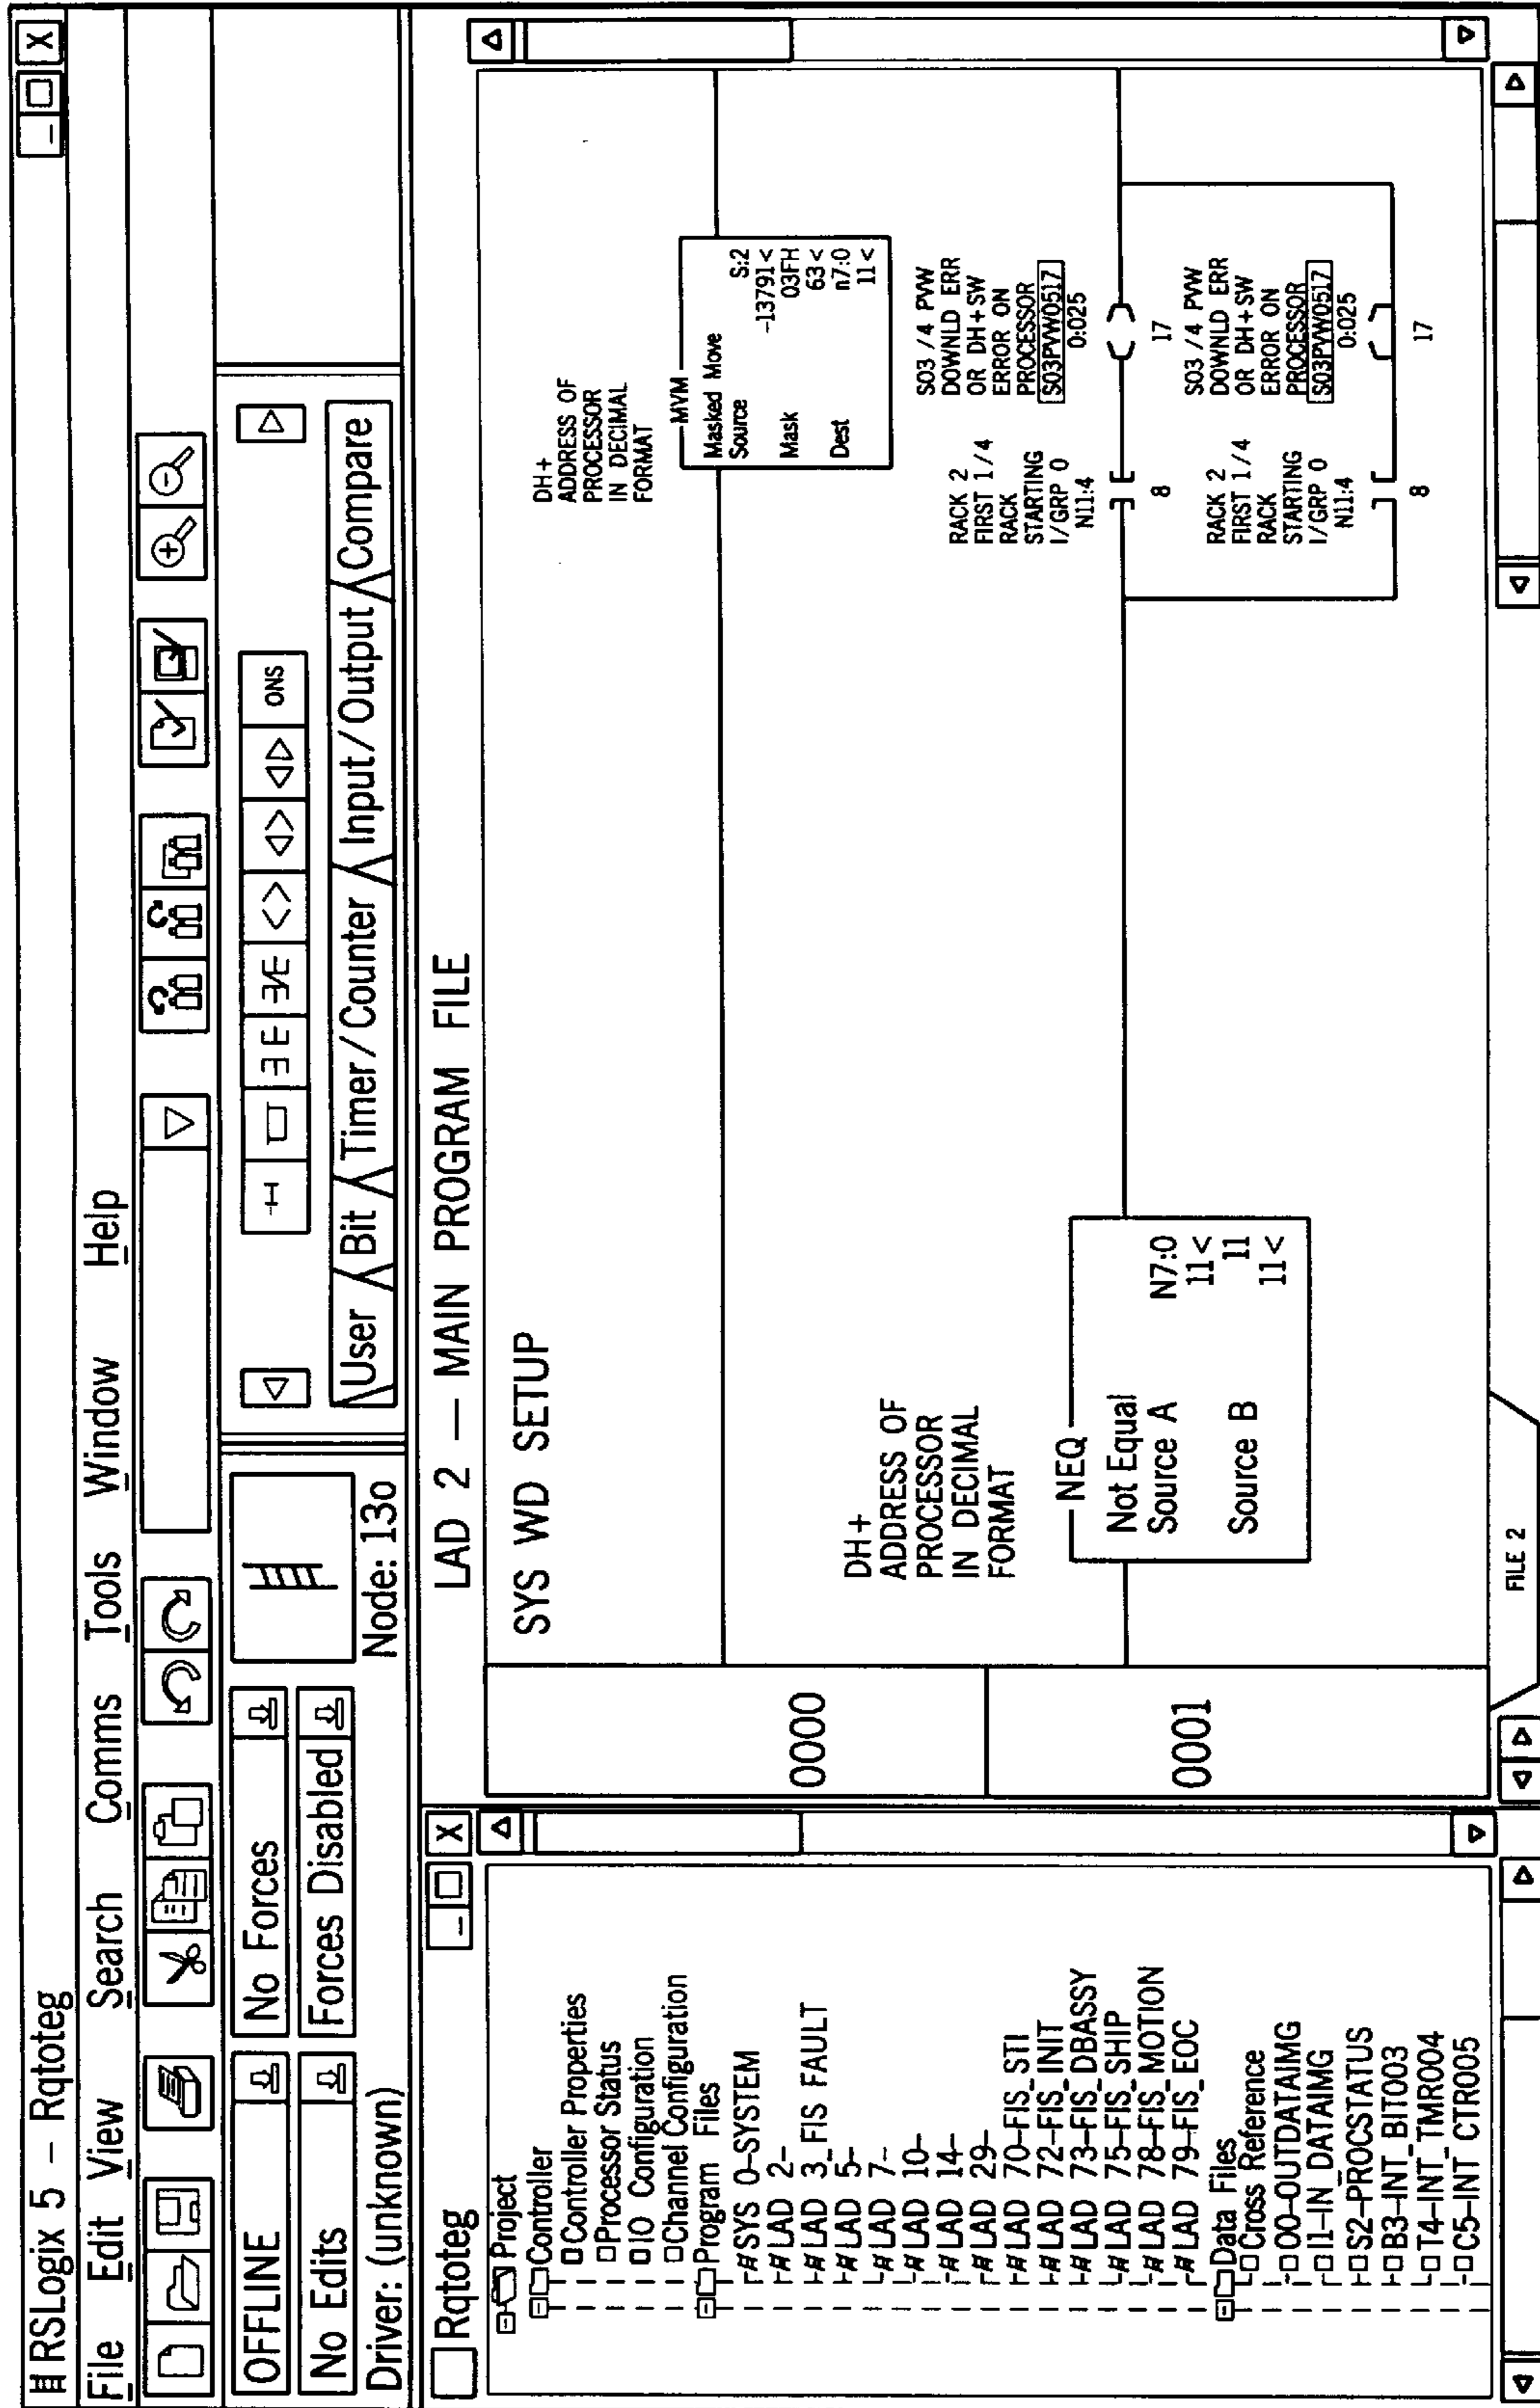 RSLogix 5 – Rqtoteg
X
File Edit View Search Comms Tools Window Help
OFFLINE
No Forces
No Edits
Forces Disabled
Driver: (unknown)
Node: 13o
ONS
User Bit Timer/Counter Input/Output Compare
Rqtoteg
X
Project
Controller
Controller Properties
Processor Status
IO Configuration
Channel Configuration
Program Files
SYS 0–SYSTEM
LAD 2–
LAD 3_FIS FAULT
LAD 5–
LAD 7–
LAD 10–
LAD 14–
LAD 29–
LAD 70–FIS_STI
LAD 72–FIS_INIT
LAD 73–FIS_DBASSY
LAD 75–FIS_SHIP
LAD 78–FIS_MOTION
LAD 79–FIS_EOC
Data Files
Cross Reference
O0–OUTDATAIMG
I1–IN DATAIMG
S2–PROCSTATUS
B3–INT_BIT003
T4–INT_TMR004
C5–INT CTR005
LAD 2 — MAIN PROGRAM FILE
SYS WD SETUP
0000
DH+
ADDRESS OF
PROCESSOR
IN DECIMAL
FORMAT
MVM
Masked Move
Source S:2
-13791<
Mask 03FH
63<
Dest n7:0
11<
0001
DH+
ADDRESS OF
PROCESSOR
IN DECIMAL
FORMAT
NEQ
Not Equal
Source A N7:0
11<
Source B 11
11<
RACK 2
FIRST 1/4
RACK
STARTING
I/GRP 0
N11:4
8
S03/4 PVW
DOWNLD ERR
OR DH+SW
ERROR ON
PROCESSOR
S03PVW0517
0:025
17
RACK 2
FIRST 1/4
RACK
STARTING
I/GRP 0
N11:4
8
S03/4 PVW
DOWNLD ERR
OR DH+SW
ERROR ON
PROCESSOR
S03PVW0517
0:025
17
FILE 2